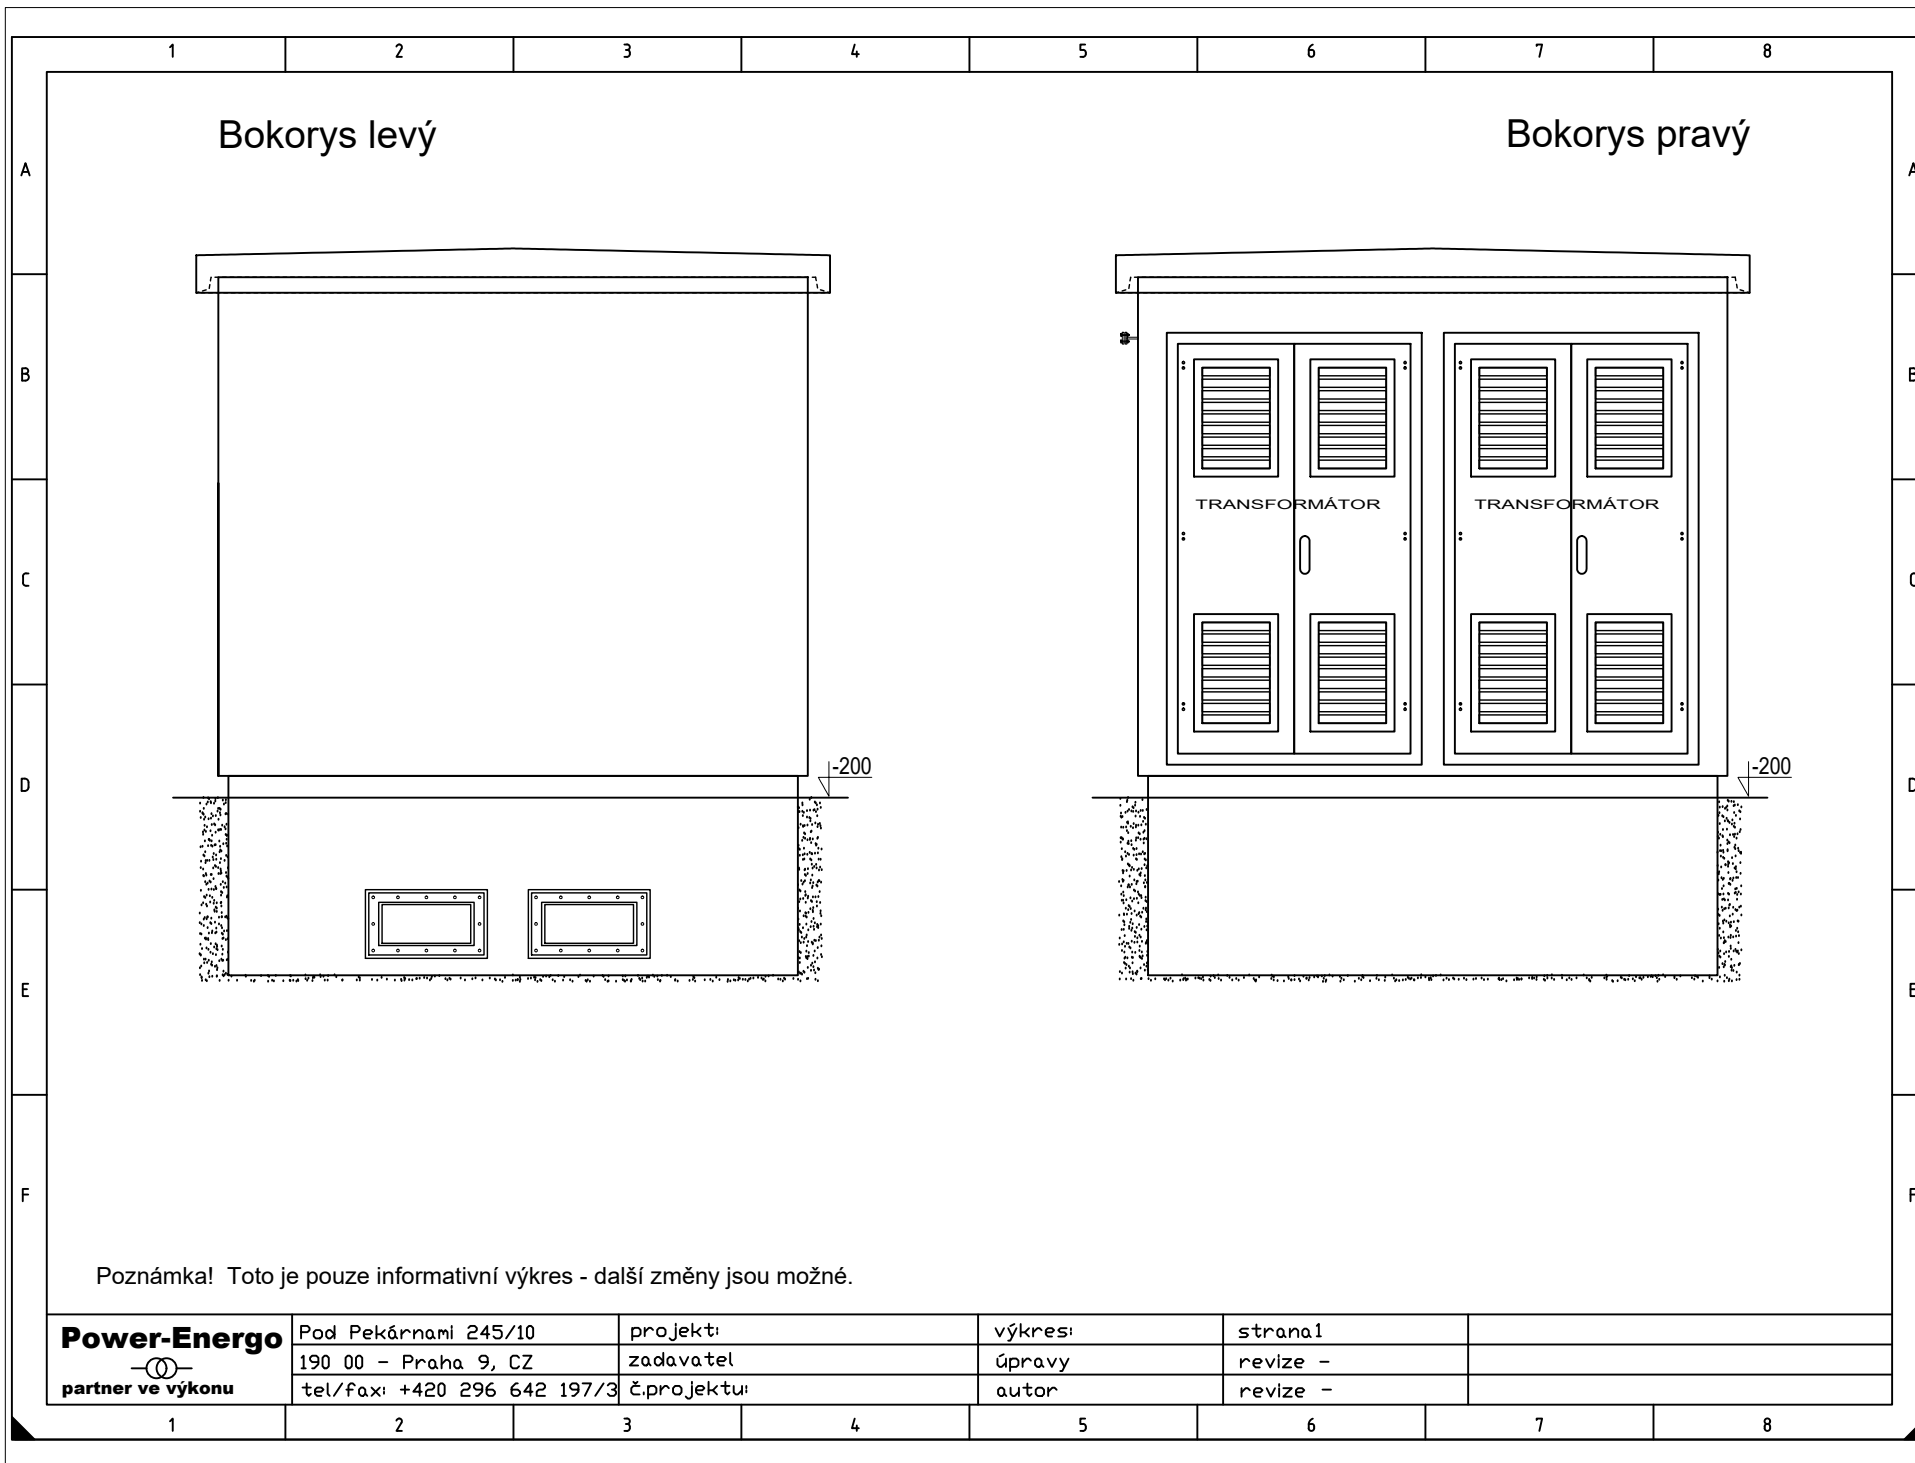 1 2 3 4 5 6 7 8
Bokorys levý
Bokorys pravý
A A
B B
TRANSFORMÁTOR TRANSFORMÁTOR
C C
-200 -200
D D
E E
F F
Poznámka! Toto je pouze informativní výkres - další změny jsou možné.
Power-Energo
partner ve výkonu
Pod Pekárnami 245/10 projekt: výkres: strana1
190 00 - Praha 9, CZ zadavatel úpravy revize -
tel/fax: +420 296 642 197/3 č.projektu: autor revize -
1 2 3 4 5 6 7 8